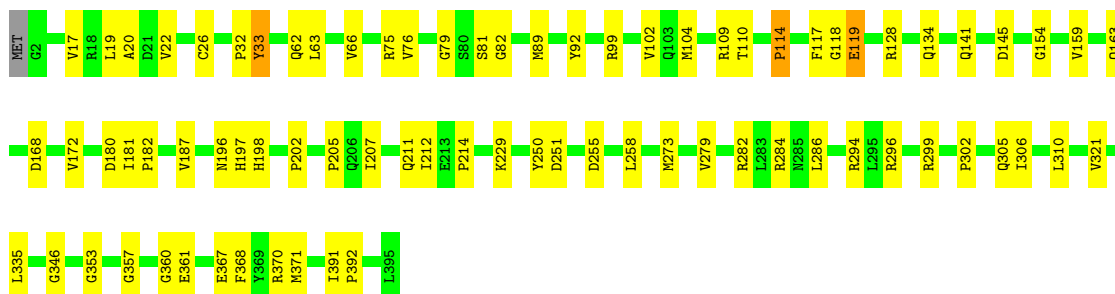 MET G2 V17 R18 L19 A20 D21 V22 C26 P32 Y33 Q62 L63 V66 R75 V76 G79 S80 S81 G82 M89 Y92 R99 V102 Q103 M104 R109 T110 P114 F117 G118 E119 R128 Q134 Q141 D145 G154 V159
D168 V172 D180 I181 P182 V187 N196 H197 H198 P202 P205 Q206 I207 Q211 I212 E213 P214 K229 Y250 D251 D255 L258 M273 V279 R282 L283 R284 N285 L286 R294 L295 R296 R299 P302 Q305 I306 L310 V321
L335 G346 G353 G357 G360 E361 E367 F368 Y369 R370 M371 I391 P392 L395